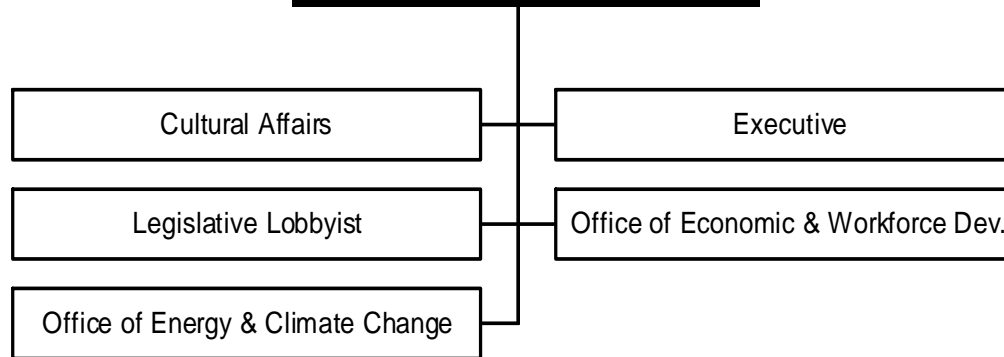 Cultural Affairs
Executive
Legislative Lobbyist
Office of Economic & Workforce Dev.
Office of Energy & Climate Change